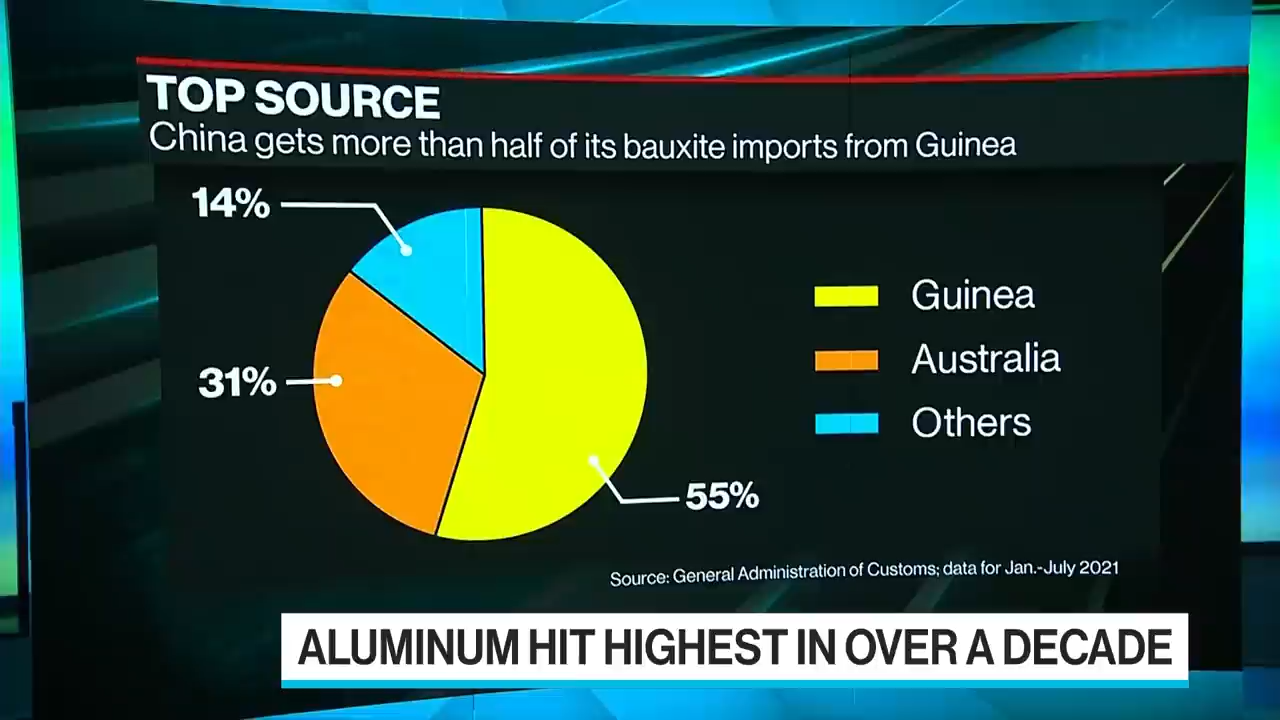 TOP SOURCE
China gets more than half of its bauxite imports from Guinea
14%
31%
55%
Guinea
Australia
Others
Source: General Administration of Customs; data for Jan.-July 2021
ALUMINUM HIT HIGHEST IN OVER A DECADE